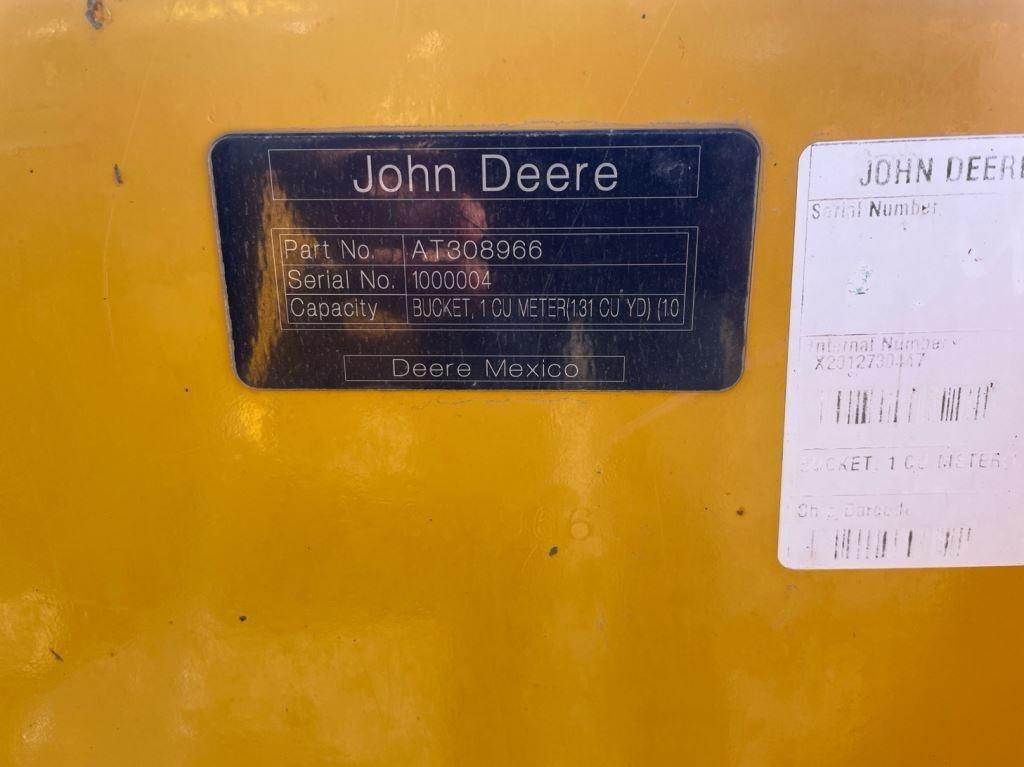 John Deere
Part No. AT308966
Serial No. 1000004
Capacity BUCKET, 1 CU METER(1.31 CU YD) (1.0
Deere Mexico
JOHN DEERE
Serial Number
Internal Number
BUCKET, 1 CU METER